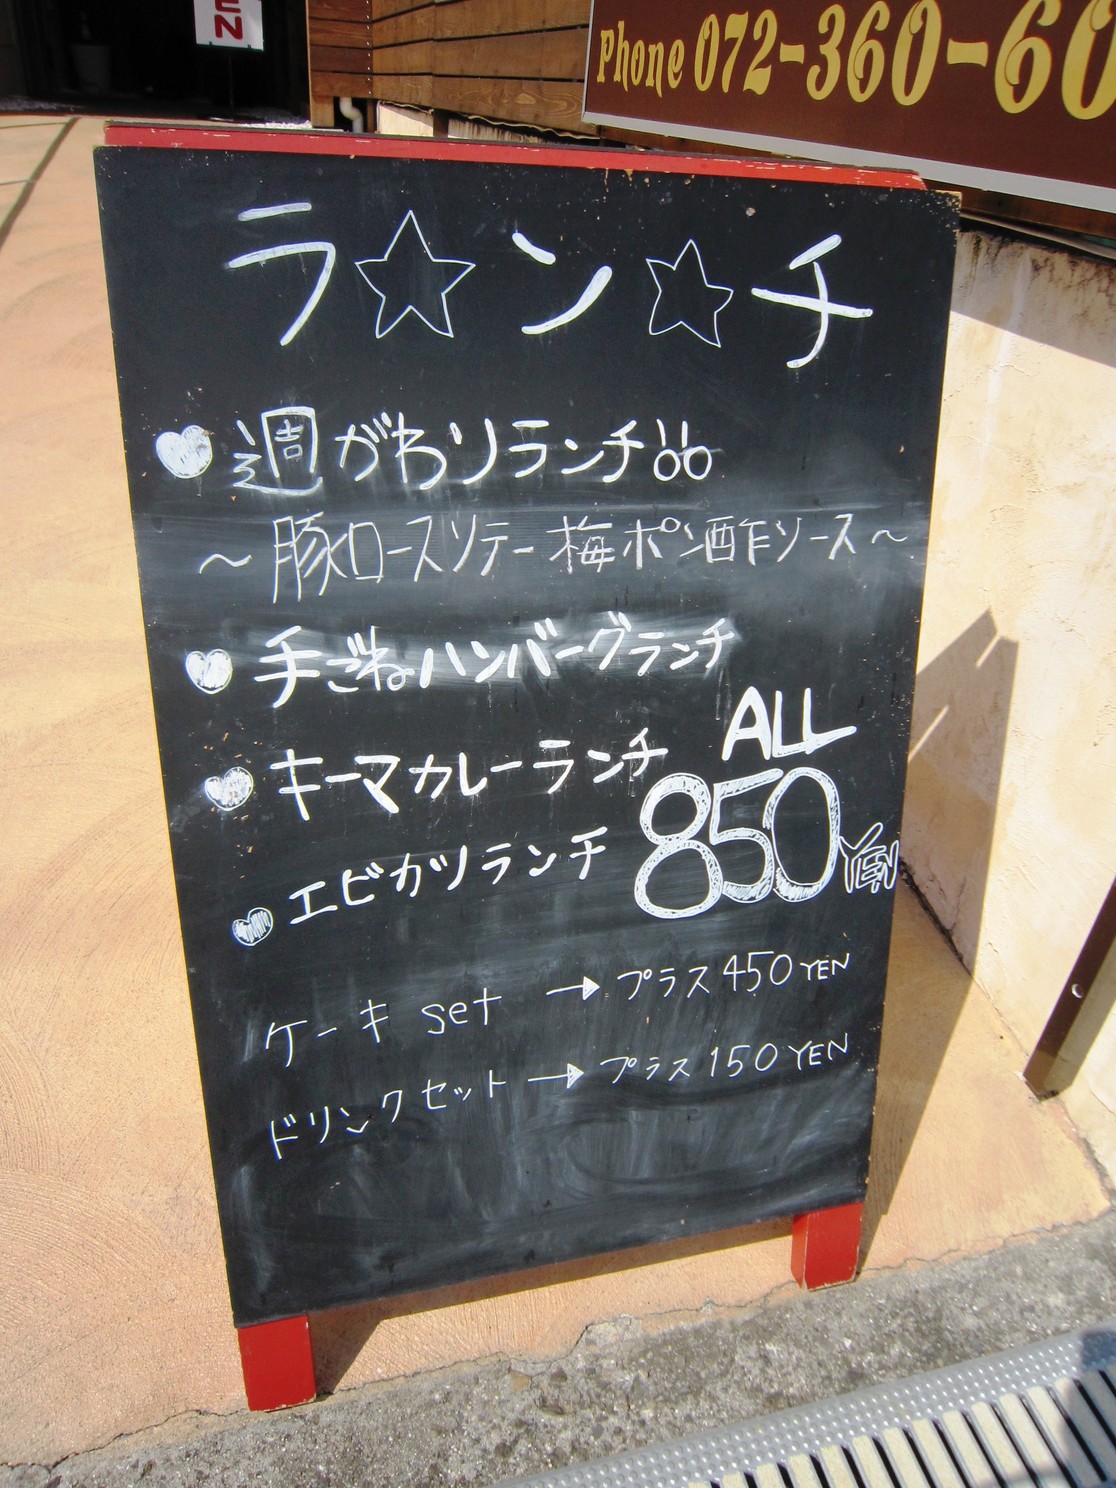 EN
Phone 072-360-60
ラ☆ン☆チ
週がわりランチ
～豚ロースソテー梅ポン酢ソース～
手ごねハンバーグランチ
キーマカレーランチ
エビカツランチ
ALL
850YEN
ケーキ set → プラス 450 YEN
ドリンクセット → プラス 150 YEN